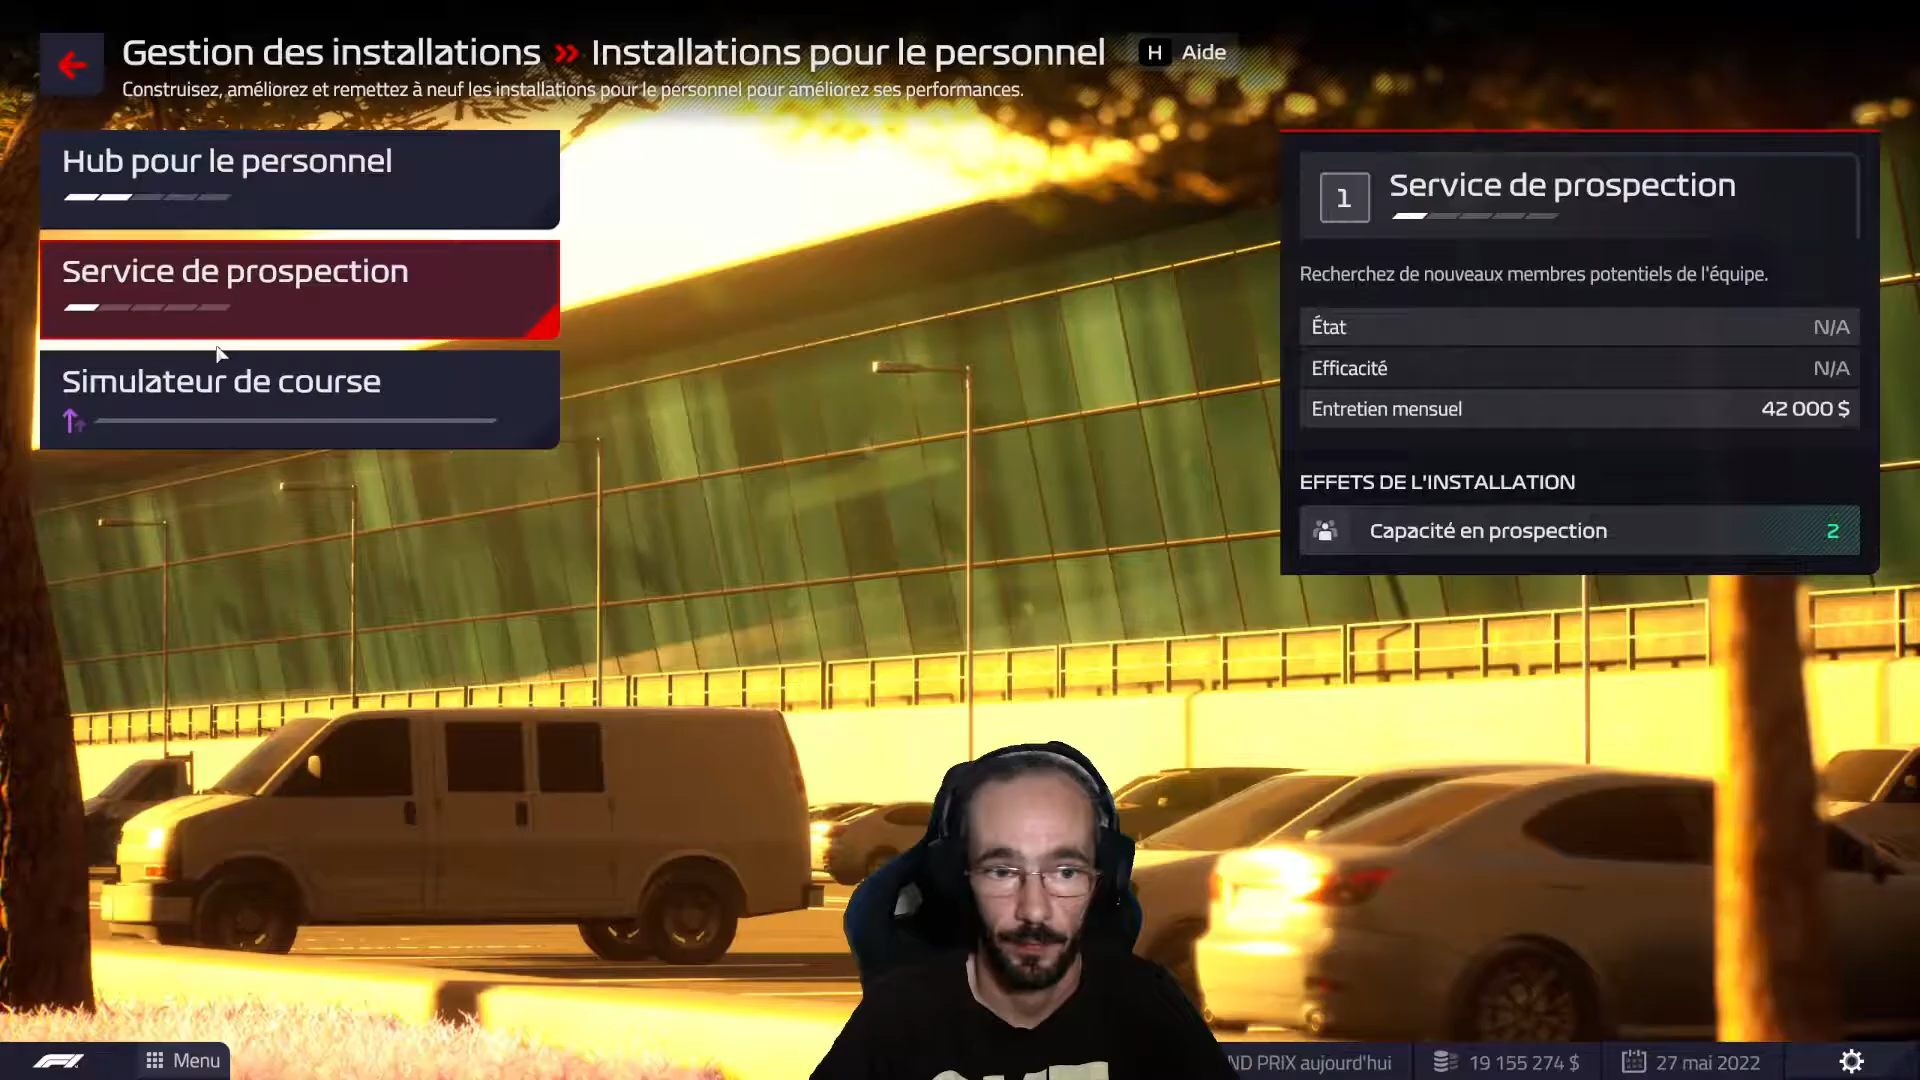 Gestion des installations » Installations pour le personnel H Aide
Construisez, améliorez et remettez à neuf les installations pour le personnel pour améliorer ses performances.
Hub pour le personnel
Service de prospection
Simulateur de course
1 Service de prospection
Recherchez de nouveaux membres potentiels de l'équipe.
État N/A
Efficacité N/A
Entretien mensuel 42 000 $
EFFETS DE L'INSTALLATION
Capacité en prospection 2
Menu
PRIX aujourd'hui
19 155 274 $
27 mai 2022